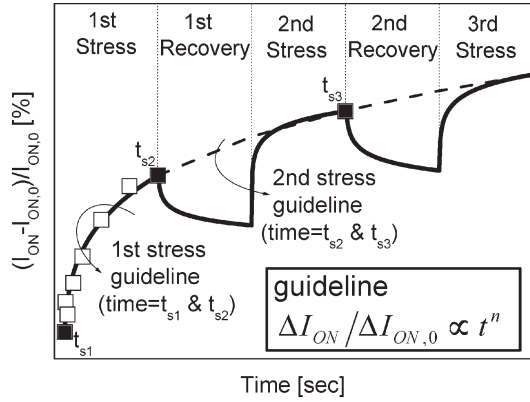 1st Stress
1st Recovery
2nd Stress
2nd Recovery
3rd Stress
(I_ON-I_ON,0)/I_ON,0 [%]
t_s3
t_s2
2nd stress
guideline
(time=t_s2 & t_s3)
1st stress
guideline
(time=t_s1 & t_s2)
t_s1
guideline
ΔI_ON/ΔI_ON,0 ∝ t^n
Time [sec]